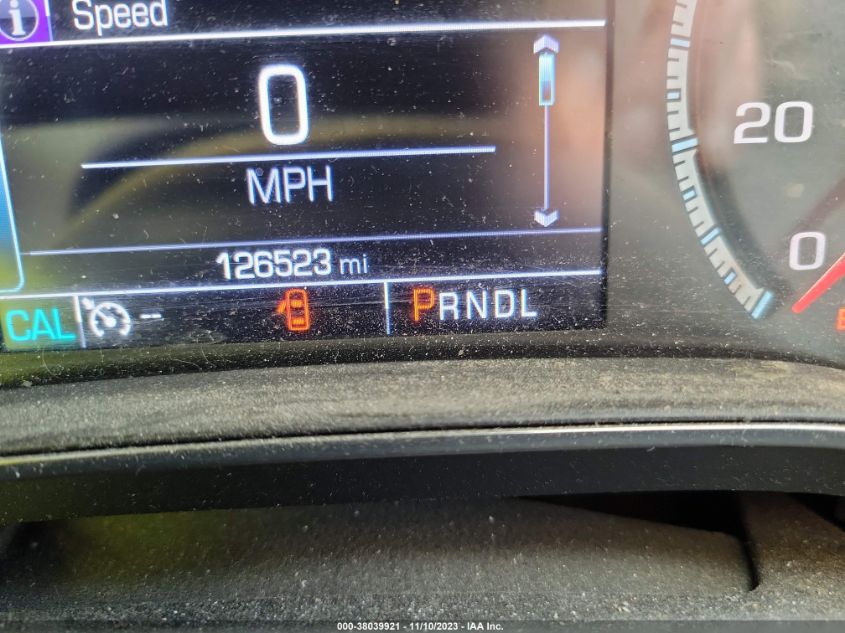 Speed
0
MPH
126523 mi
CAL -- PRNDL
20
0
000-38039921 - 11/10/2023 - IAA Inc.